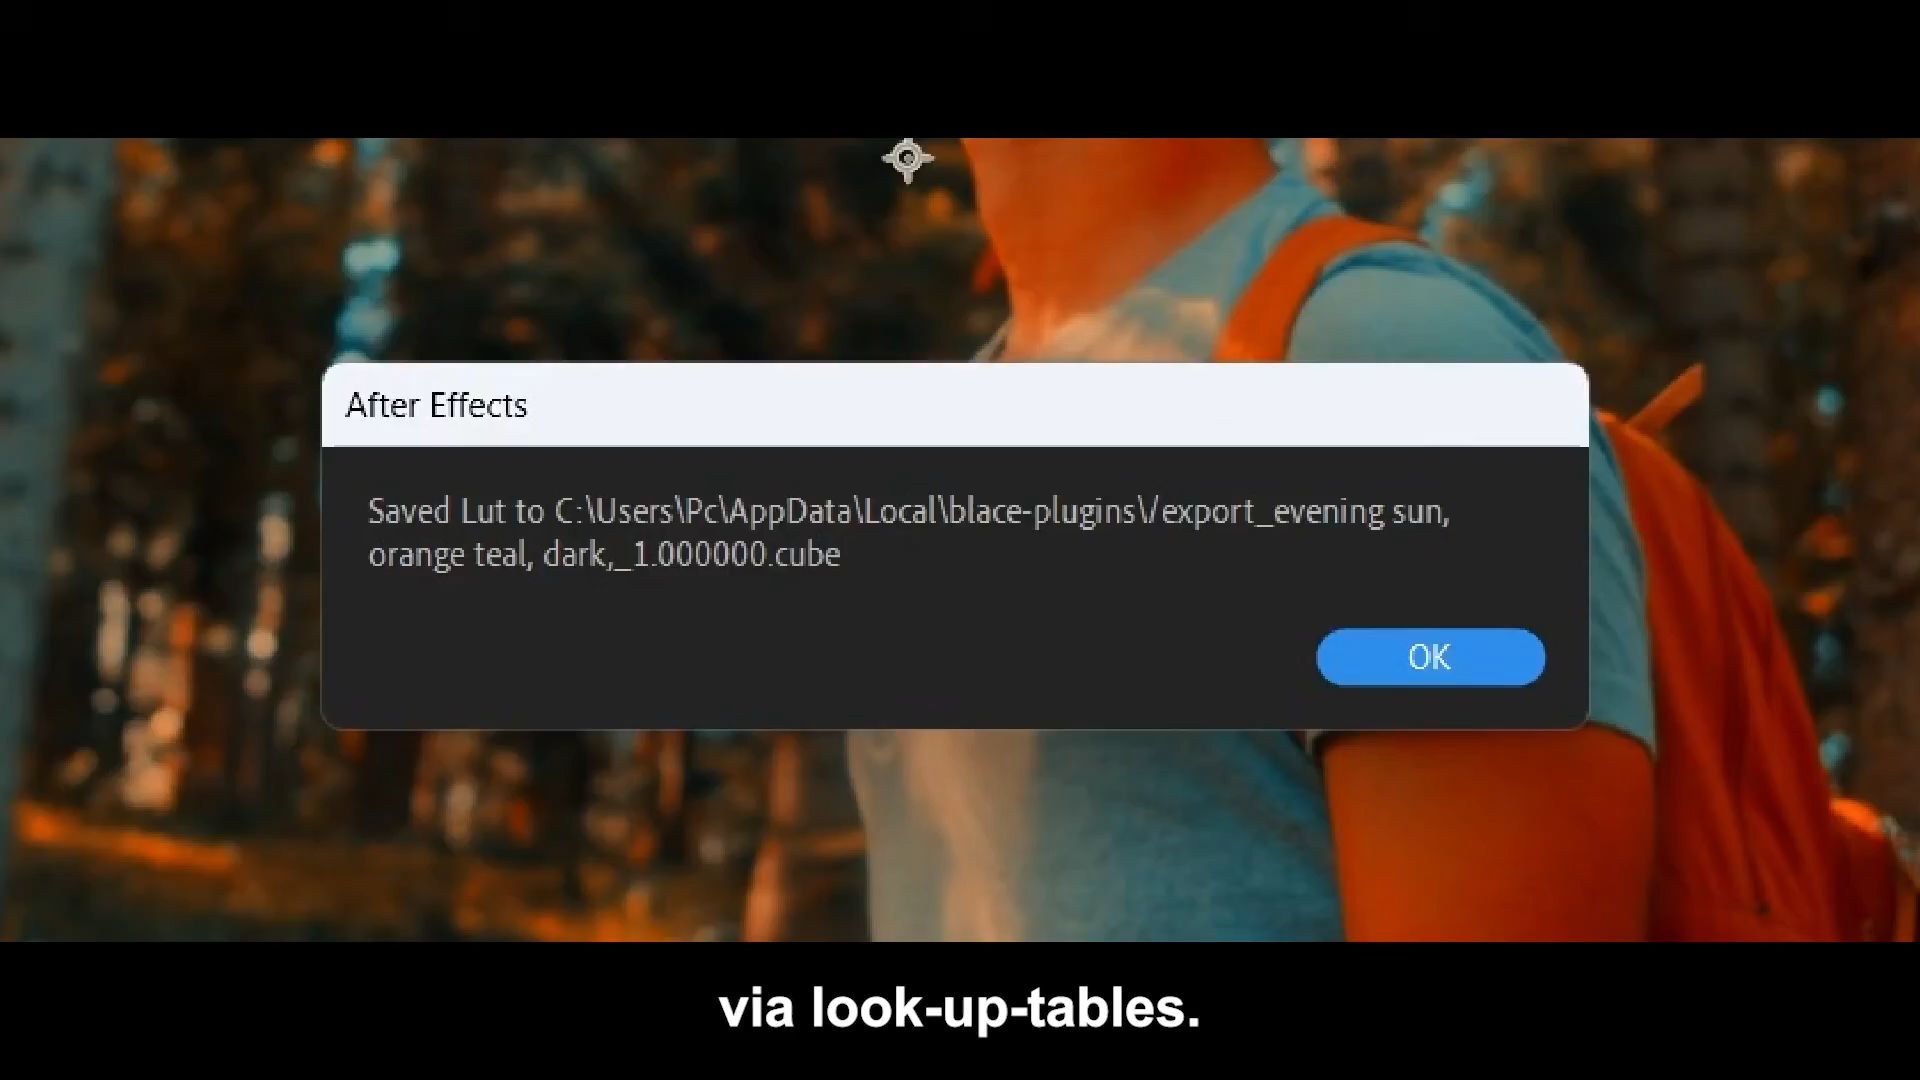 After Effects
Saved Lut to C:\Users\Pc\AppData\Local\blace-plugins\/export_evening sun,
orange teal, dark,_1.000000.cube
OK
via look-up-tables.